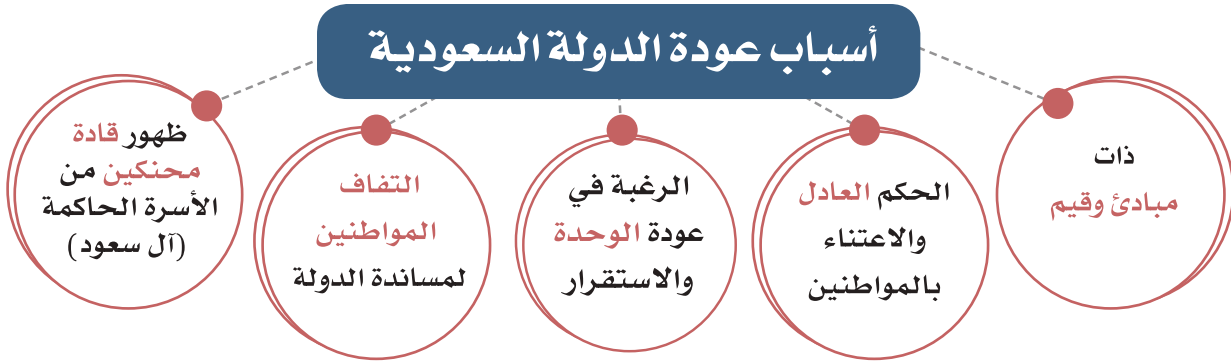 أسباب عودة الدولة السعودية
ذات
مبادئ وقيم
الحكم العادل
والاعتناء
بالمواطنين
الرغبة في
عودة الوحدة
والاستقرار
التفاف
المواطنين
لمساندة الدولة
ظهور قادة
محنكين من
الأسرة الحاكمة
(آل سعود)